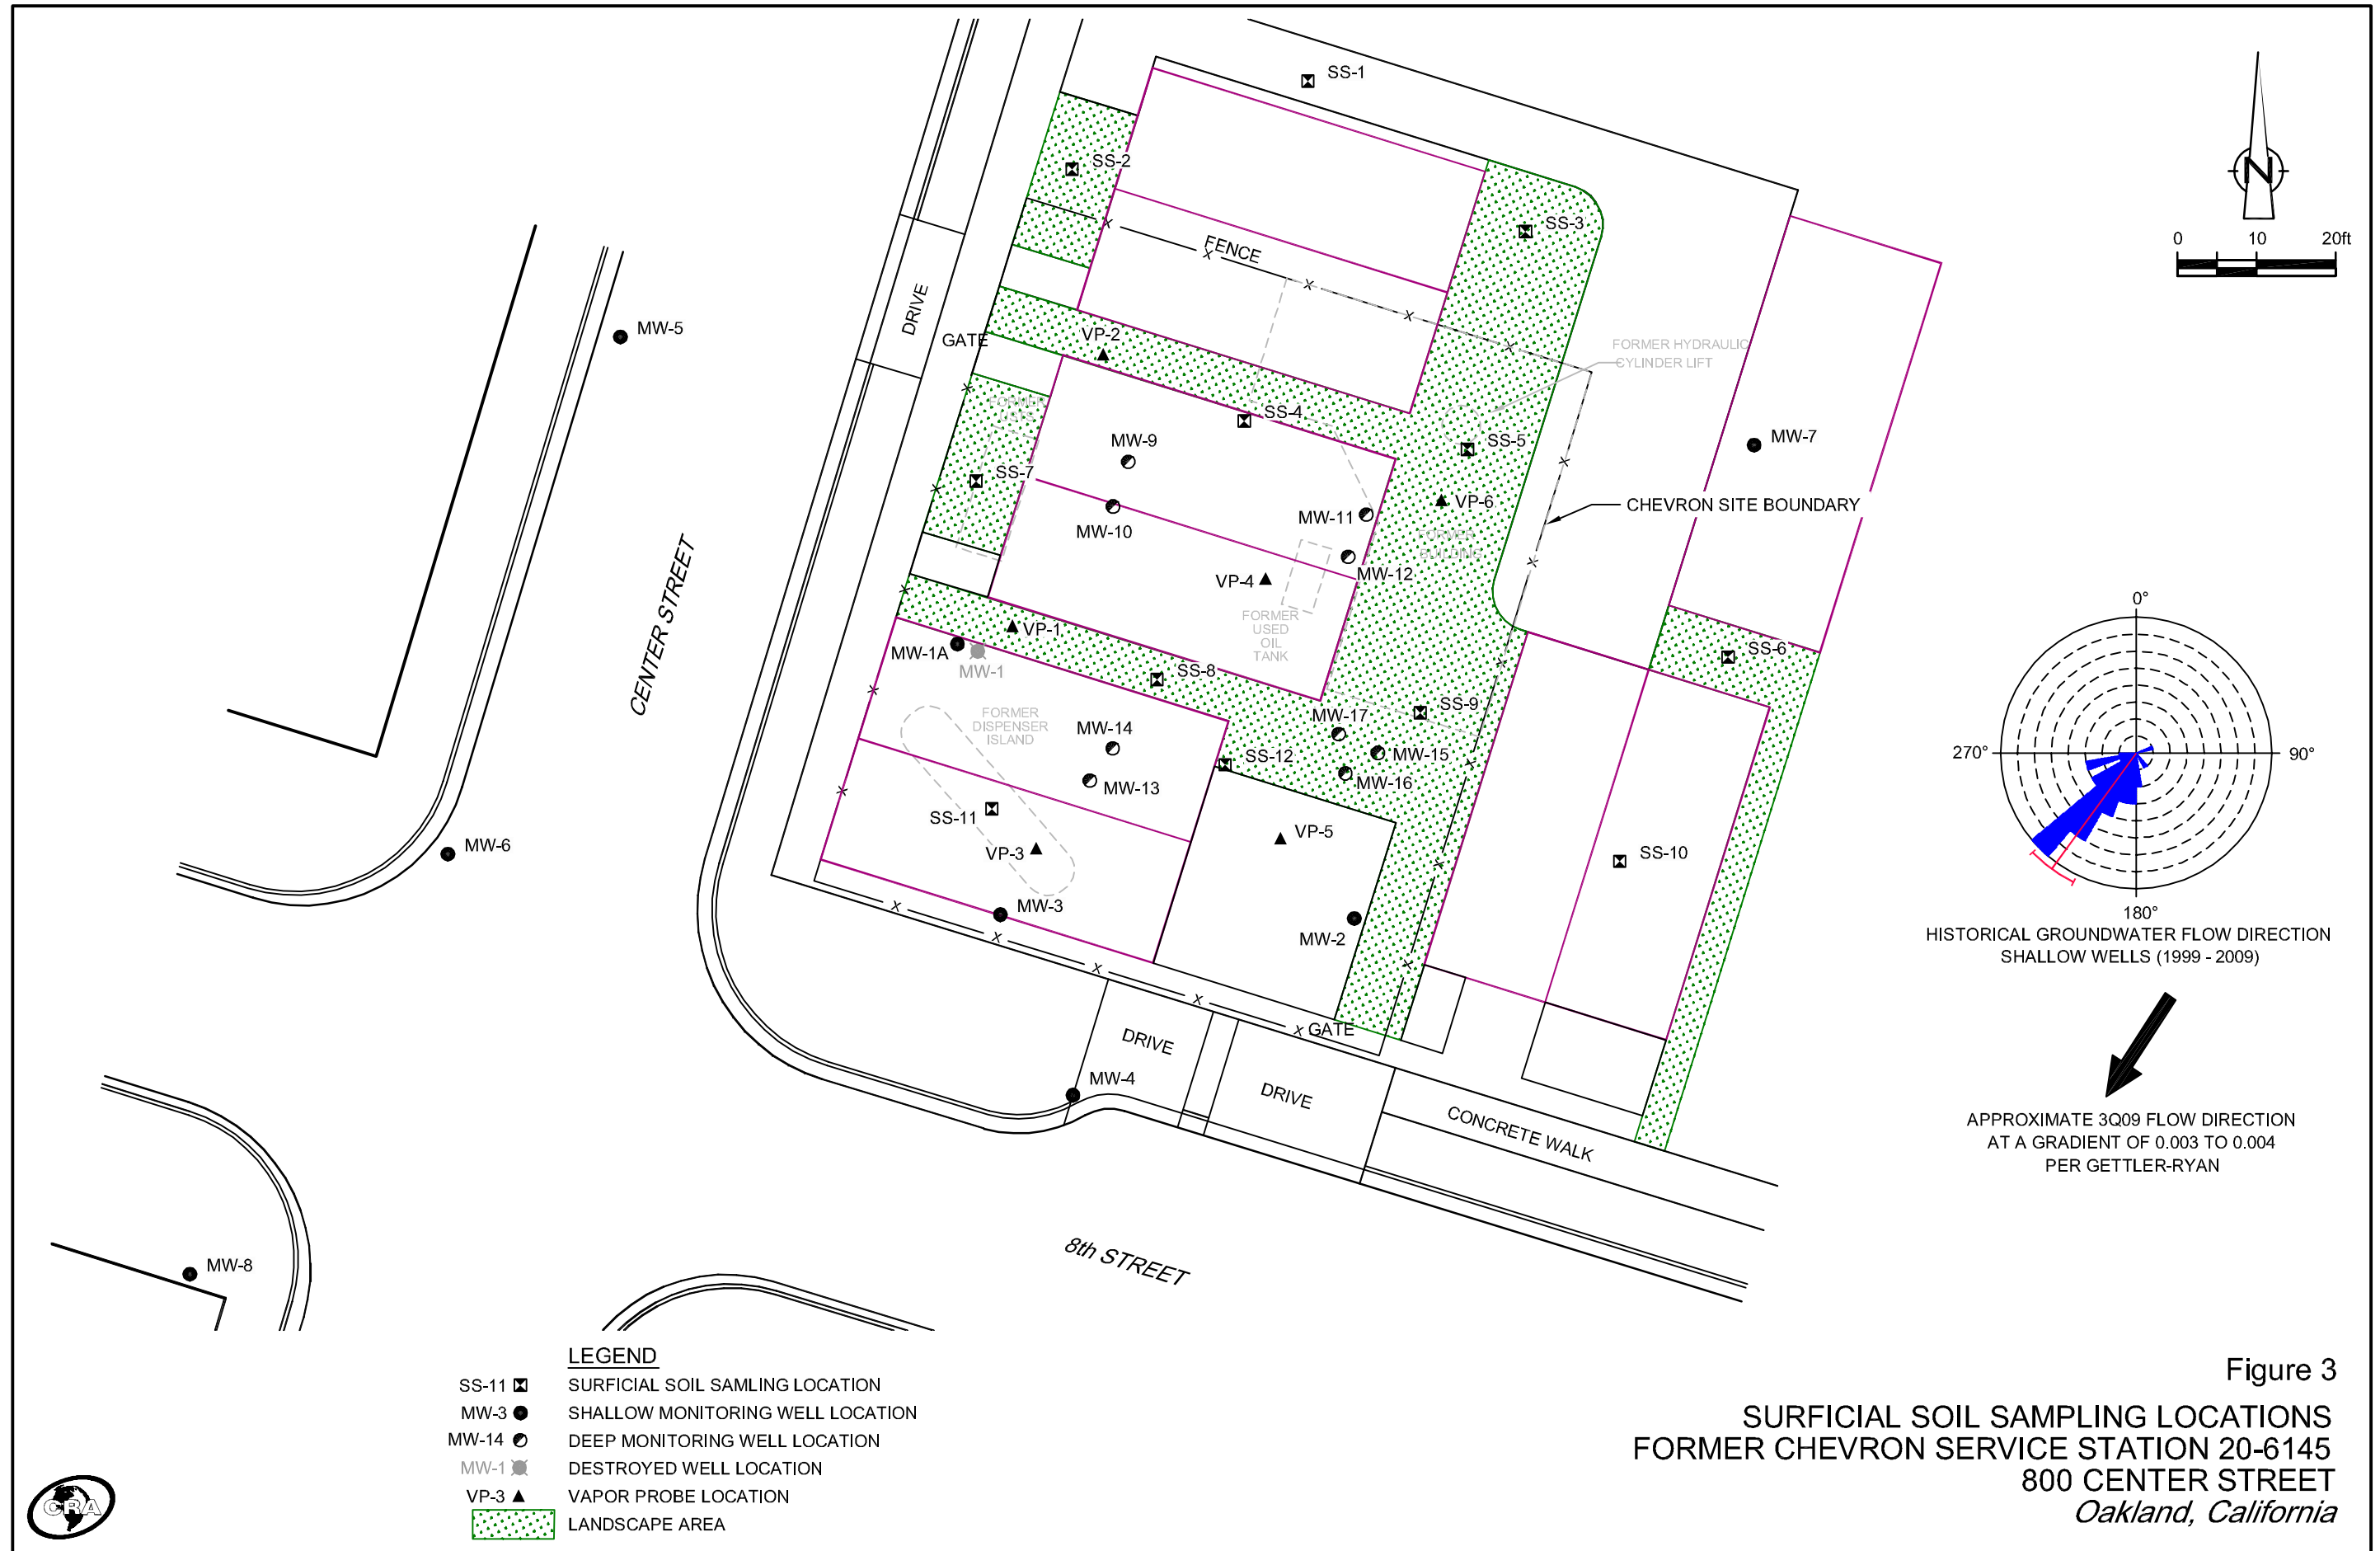 SS-1
SS-2
SS-3
FENCE
N
0 10 20ft
DRIVE
GATE
MW-5
VP-2
FORMER HYDRAULIC
CYLINDER LIFT
FORMER
USTS
SS-4
MW-9
SS-5
MW-7
SS-7
MW-10
MW-11
VP-6
CHEVRON SITE BOUNDARY
FORMER
BUILDING
MW-12
VP-4
FORMER
USED
OIL
TANK
CENTER STREET
VP-1
MW-1A
MW-1
SS-8
SS-6
SS-9
MW-17
FORMER
DISPENSER
ISLAND
MW-14
SS-12
MW-15
MW-16
MW-13
SS-11
VP-3
VP-5
SS-10
MW-6
MW-3
MW-2
GATE
DRIVE
DRIVE
MW-4
CONCRETE WALK
8th STREET
MW-8
0°
270°
90°
180°
HISTORICAL GROUNDWATER FLOW DIRECTION
SHALLOW WELLS (1999 - 2009)
APPROXIMATE 3Q09 FLOW DIRECTION
AT A GRADIENT OF 0.003 TO 0.004
PER GETTLER-RYAN
LEGEND
SS-11 SURFICIAL SOIL SAMLING LOCATION
MW-3 SHALLOW MONITORING WELL LOCATION
MW-14 DEEP MONITORING WELL LOCATION
MW-1 DESTROYED WELL LOCATION
VP-3 VAPOR PROBE LOCATION
LANDSCAPE AREA
CRA
Figure 3
SURFICIAL SOIL SAMPLING LOCATIONS
FORMER CHEVRON SERVICE STATION 20-6145
800 CENTER STREET
Oakland, California